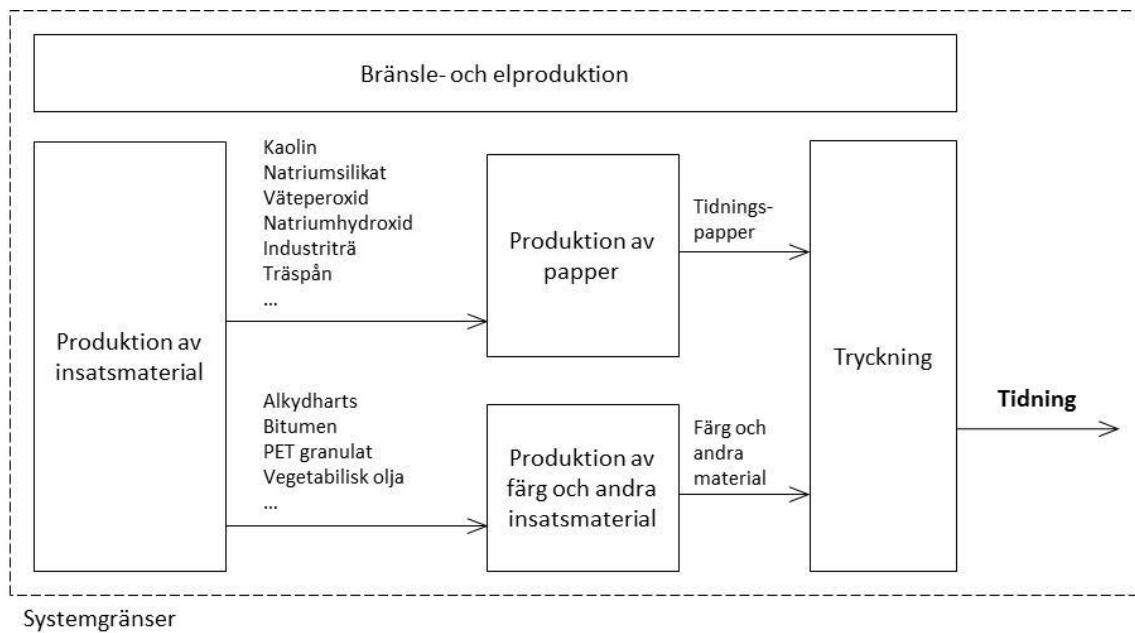 Bränsle- och elproduktion
Produktion av
insatsmaterial
Kaolin
Natriumsilikat
Väteperoxid
Natriumhydroxid
Industriträ
Träspån
...
Alkydharts
Bitumen
PET granulat
Vegetabilisk olja
...
Produktion av
papper
Produktion av
färg och andra
insatsmaterial
Tidnings-
papper
Färg och
andra
material
Tryckning
Tidning
Systemgränser